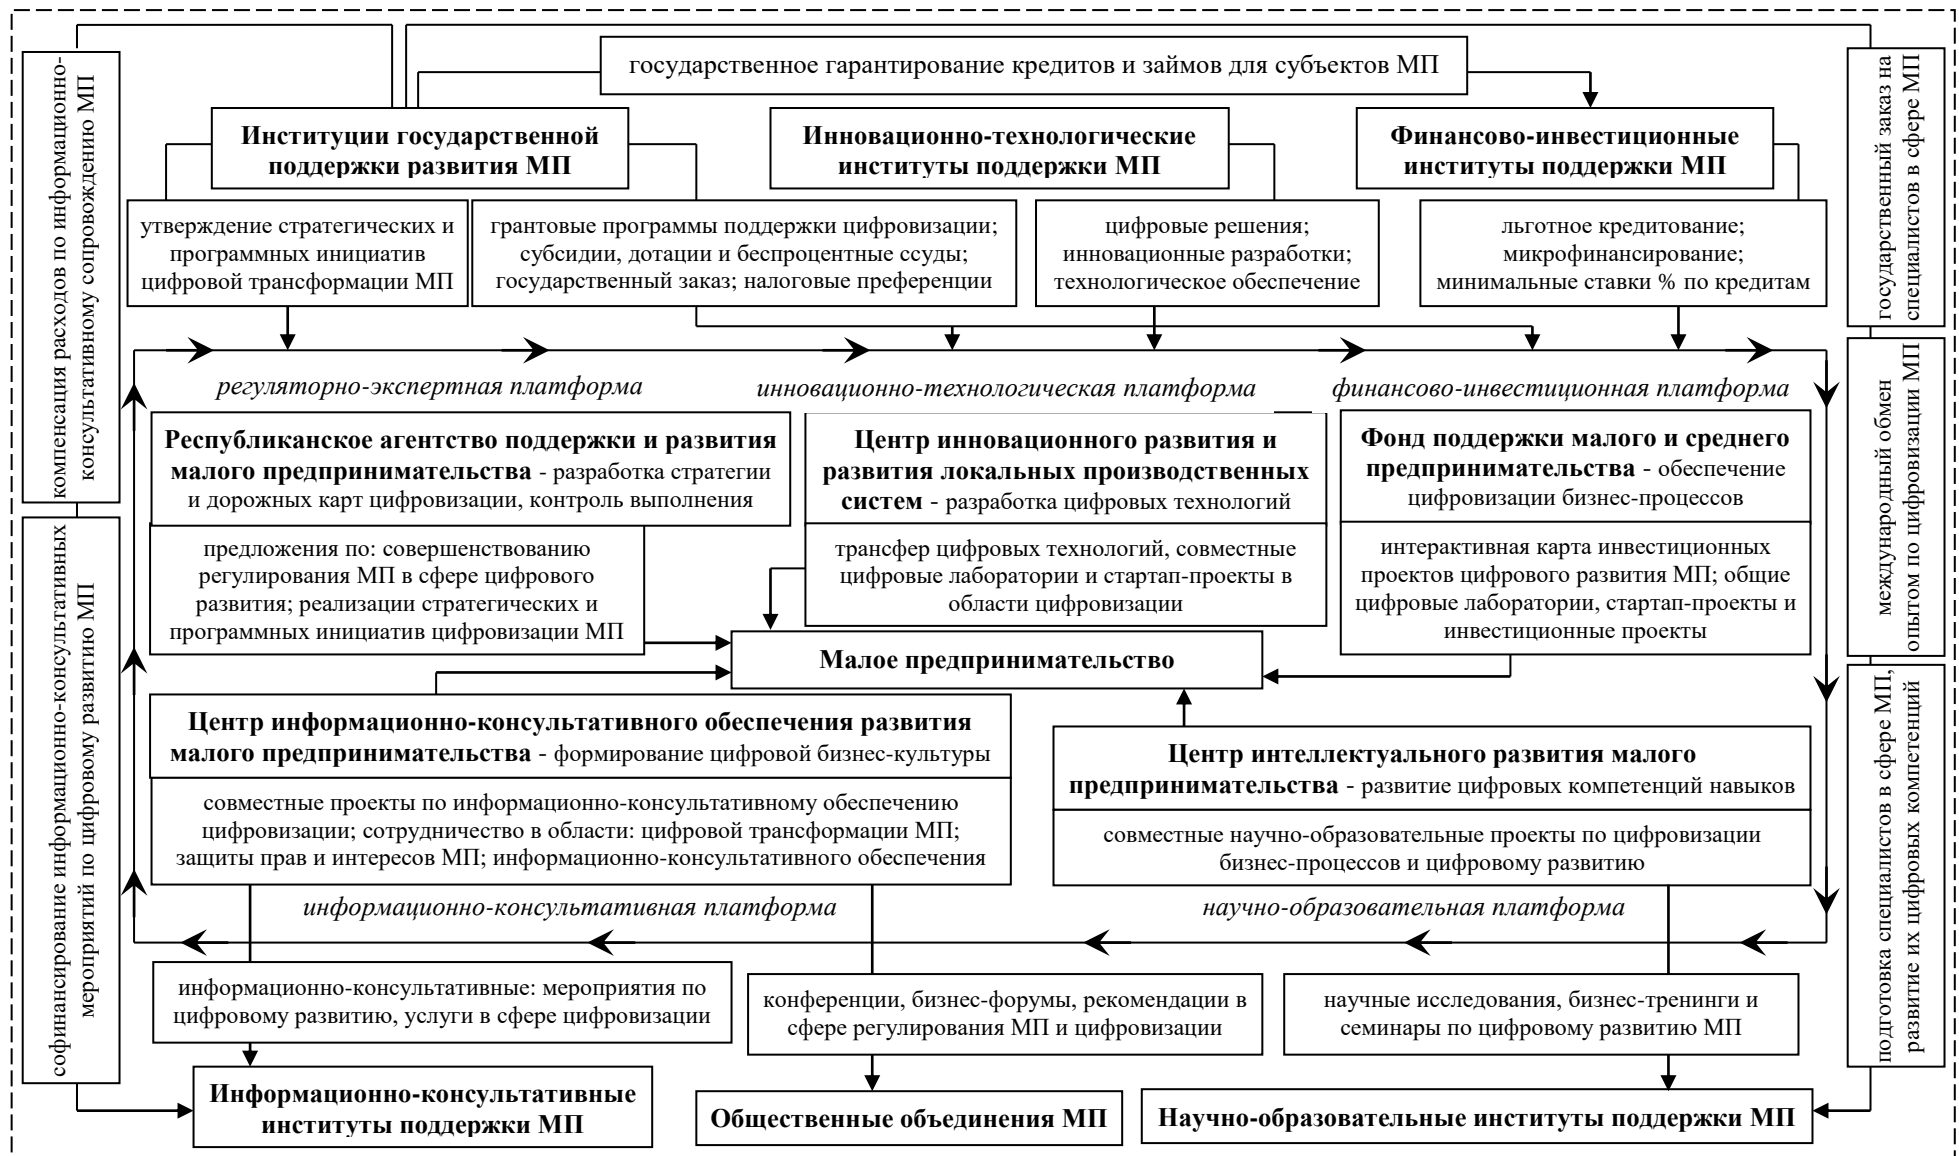 государственное гарантирование кредитов и займов для субъектов МП
компенсация расходов по информационно-
консультативному сопровождению МП
софинансирование информационно-консультативных
мероприятий по цифровому развитию МП
Институции государственной
поддержки развития МП
Инновационно-технологические
институты поддержки МП
Финансово-инвестиционные
институты поддержки МП
государственный заказ на
специалистов в сфере МП
международный обмен
опытом по цифровизации МП
подготовка специалистов в сфере МП,
развитие их цифровых компетенций
утверждение стратегических и
программных инициатив
цифровой трансформации МП
грантовые программы поддержки цифровизации;
субсидии, дотации и беспроцентные ссуды;
государственный заказ; налоговые преференции
цифровые решения;
инновационные разработки;
технологическое обеспечение
льготное кредитование;
микрофинансирование;
минимальные ставки % по кредитам
регуляторно-экспертная платформа
инновационно-технологическая платформа
финансово-инвестиционная платформа
Республиканское агентство поддержки и развития
малого предпринимательства - разработка стратегии
и дорожных карт цифровизации, контроль выполнения
предложения по: совершенствованию
регулирования МП в сфере цифрового
развития; реализации стратегических и
программных инициатив цифровизации МП
Центр инновационного развития и
развития локальных производственных
систем - разработка цифровых технологий
трансфер цифровых технологий, совместные
цифровые лаборатории и стартап-проекты в
области цифровизации
Фонд поддержки малого и среднего
предпринимательства - обеспечение
цифровизации бизнес-процессов
интерактивная карта инвестиционных
проектов цифрового развития МП; общие
цифровые лаборатории, стартап-проекты и
инвестиционные проекты
Малое предпринимательство
Центр информационно-консультативного обеспечения развития
малого предпринимательства - формирование цифровой бизнес-культуры
совместные проекты по информационно-консультативному обеспечению
цифровизации; сотрудничество в области: цифровой трансформации МП;
защиты прав и интересов МП; информационно-консультативного обеспечения
Центр интеллектуального развития малого
предпринимательства - развитие цифровых компетенций навыков
совместные научно-образовательные проекты по цифровизации
бизнес-процессов и цифровому развитию
информационно-консультативная платформа
научно-образовательная платформа
информационно-консультативные: мероприятия по
цифровому развитию, услуги в сфере цифровизации
конференции, бизнес-форумы, рекомендации в
сфере регулирования МП и цифровизации
научные исследования, бизнес-тренинги и
семинары по цифровому развитию МП
Информационно-консультативные
институты поддержки МП
Общественные объединения МП
Научно-образовательные институты поддержки МП